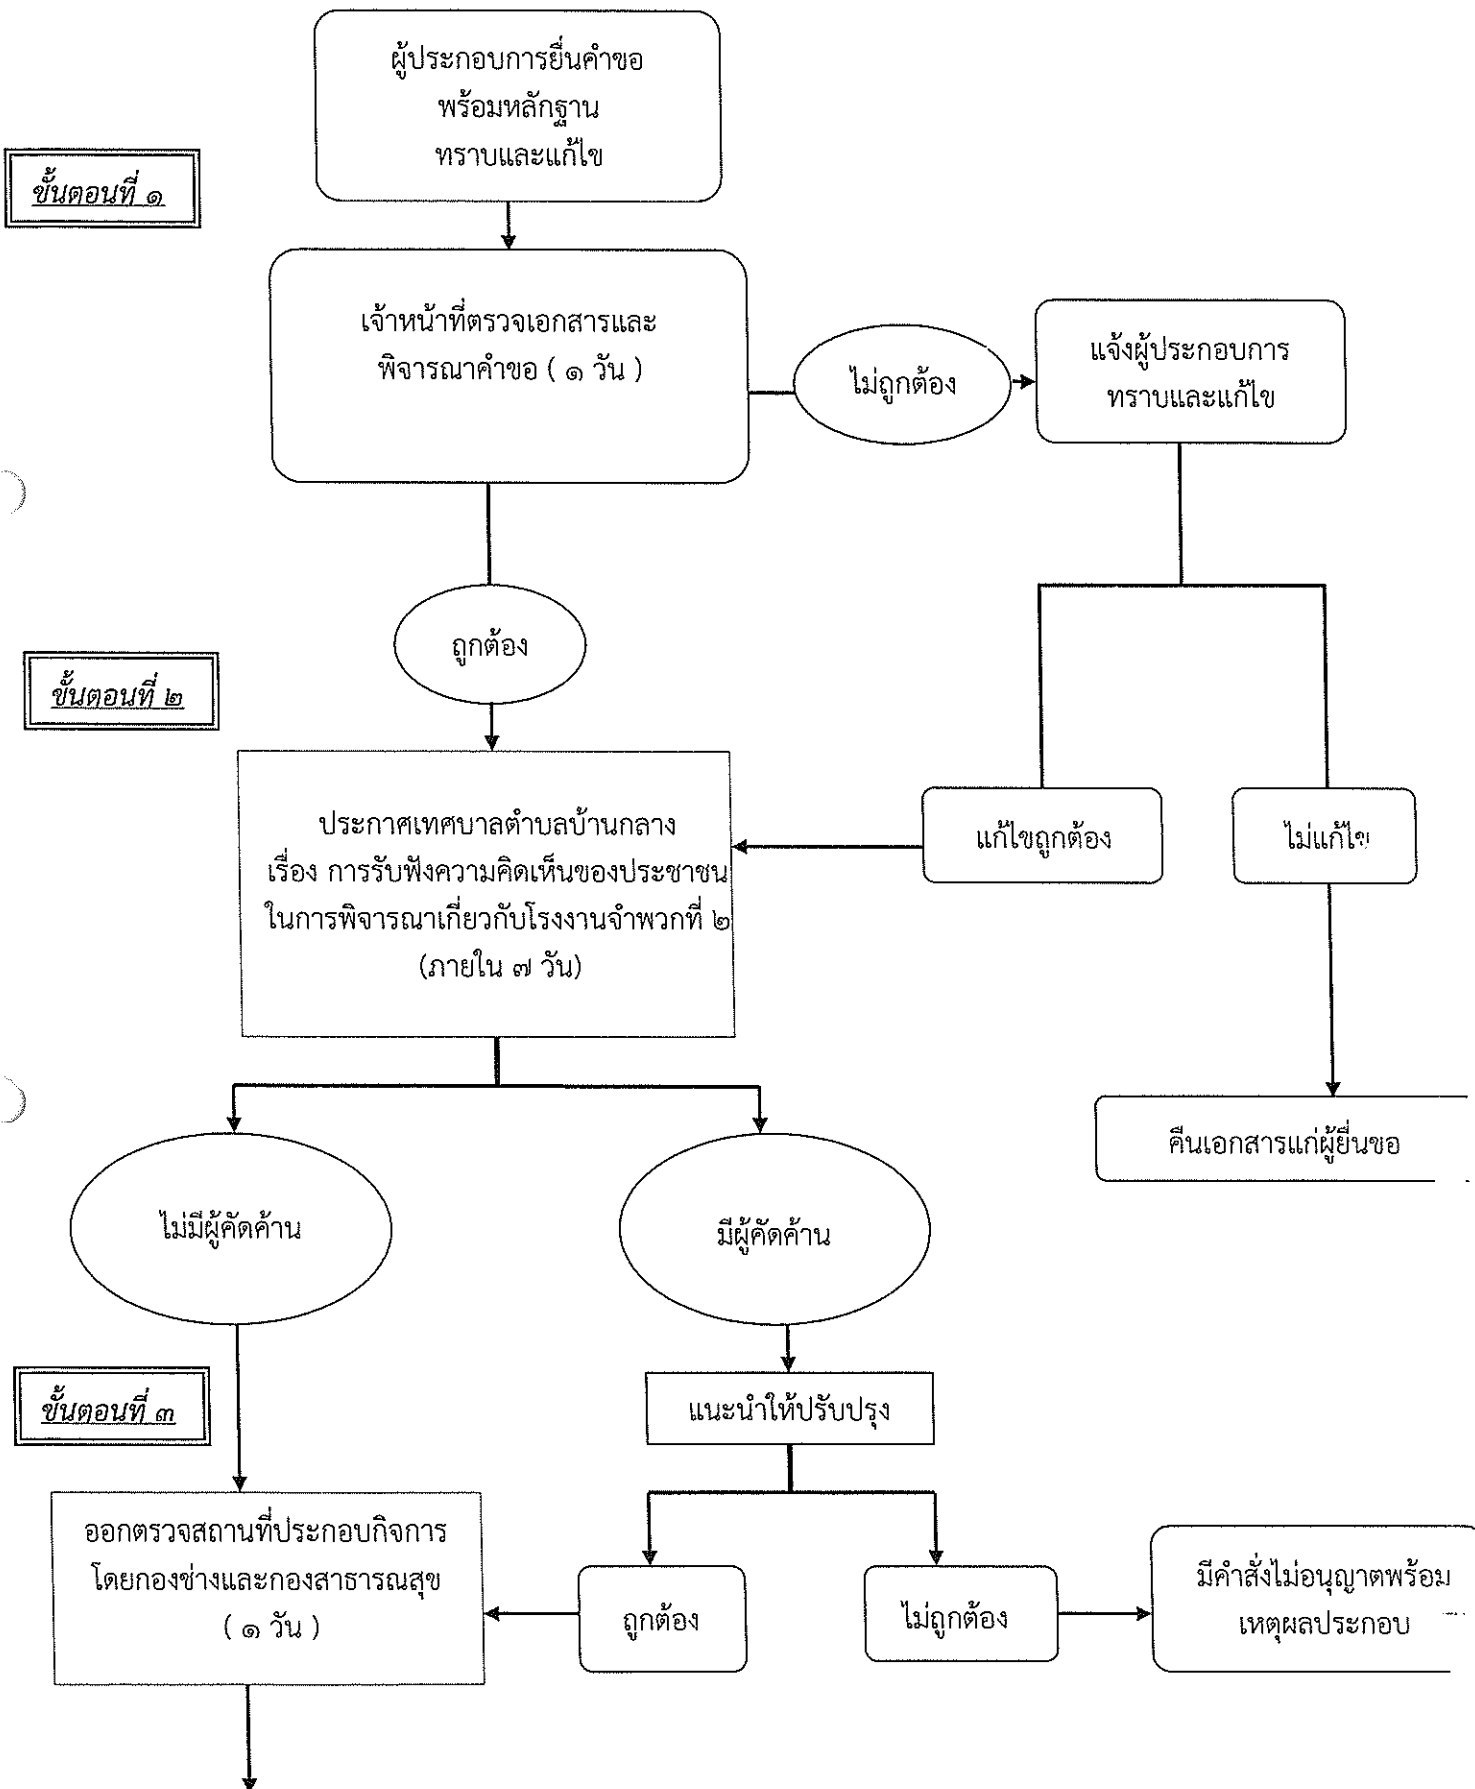 ผู้ประกอบการยื่นคำขอ
พร้อมหลักฐาน
ทราบและแก้ไข
ขั้นตอนที่ ๑
เจ้าหน้าที่ตรวจเอกสารและ
พิจารณาคำขอ ( ๑ วัน )
ไม่ถูกต้อง
แจ้งผู้ประกอบการ
ทราบและแก้ไข
ถูกต้อง
ขั้นตอนที่ ๒
ประกาศเทศบาลตำบลบ้านกลาง
เรื่อง การรับฟังความคิดเห็นของประชาชน
ในการพิจารณาเกี่ยวกับโรงงานจำพวกที่ ๒
(ภายใน ๗ วัน)
แก้ไขถูกต้อง
ไม่แก้ไข
คืนเอกสารแก่ผู้ยื่นขอ
ไม่มีผู้คัดค้าน
มีผู้คัดค้าน
ขั้นตอนที่ ๓
แนะนำให้ปรับปรุง
ออกตรวจสถานที่ประกอบกิจการ
โดยกองช่างและกองสาธารณสุข
( ๑ วัน )
ถูกต้อง
ไม่ถูกต้อง
มีคำสั่งไม่อนุญาตพร้อม
เหตุผลประกอบ